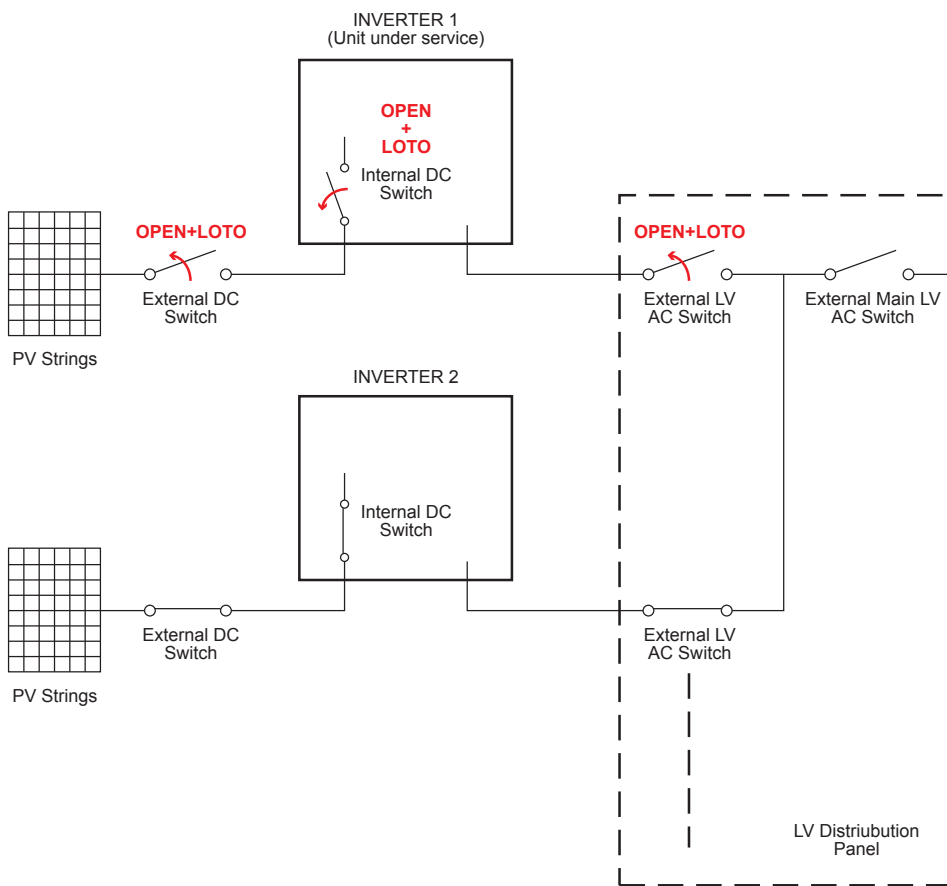 INVERTER 1
(Unit under service)
OPEN
+
LOTO
Internal DC
Switch
OPEN+LOTO
External DC
Switch
PV Strings
OPEN+LOTO
External LV
AC Switch
External Main LV
AC Switch
INVERTER 2
Internal DC
Switch
External DC
Switch
PV Strings
External LV
AC Switch
LV Distriubution
Panel